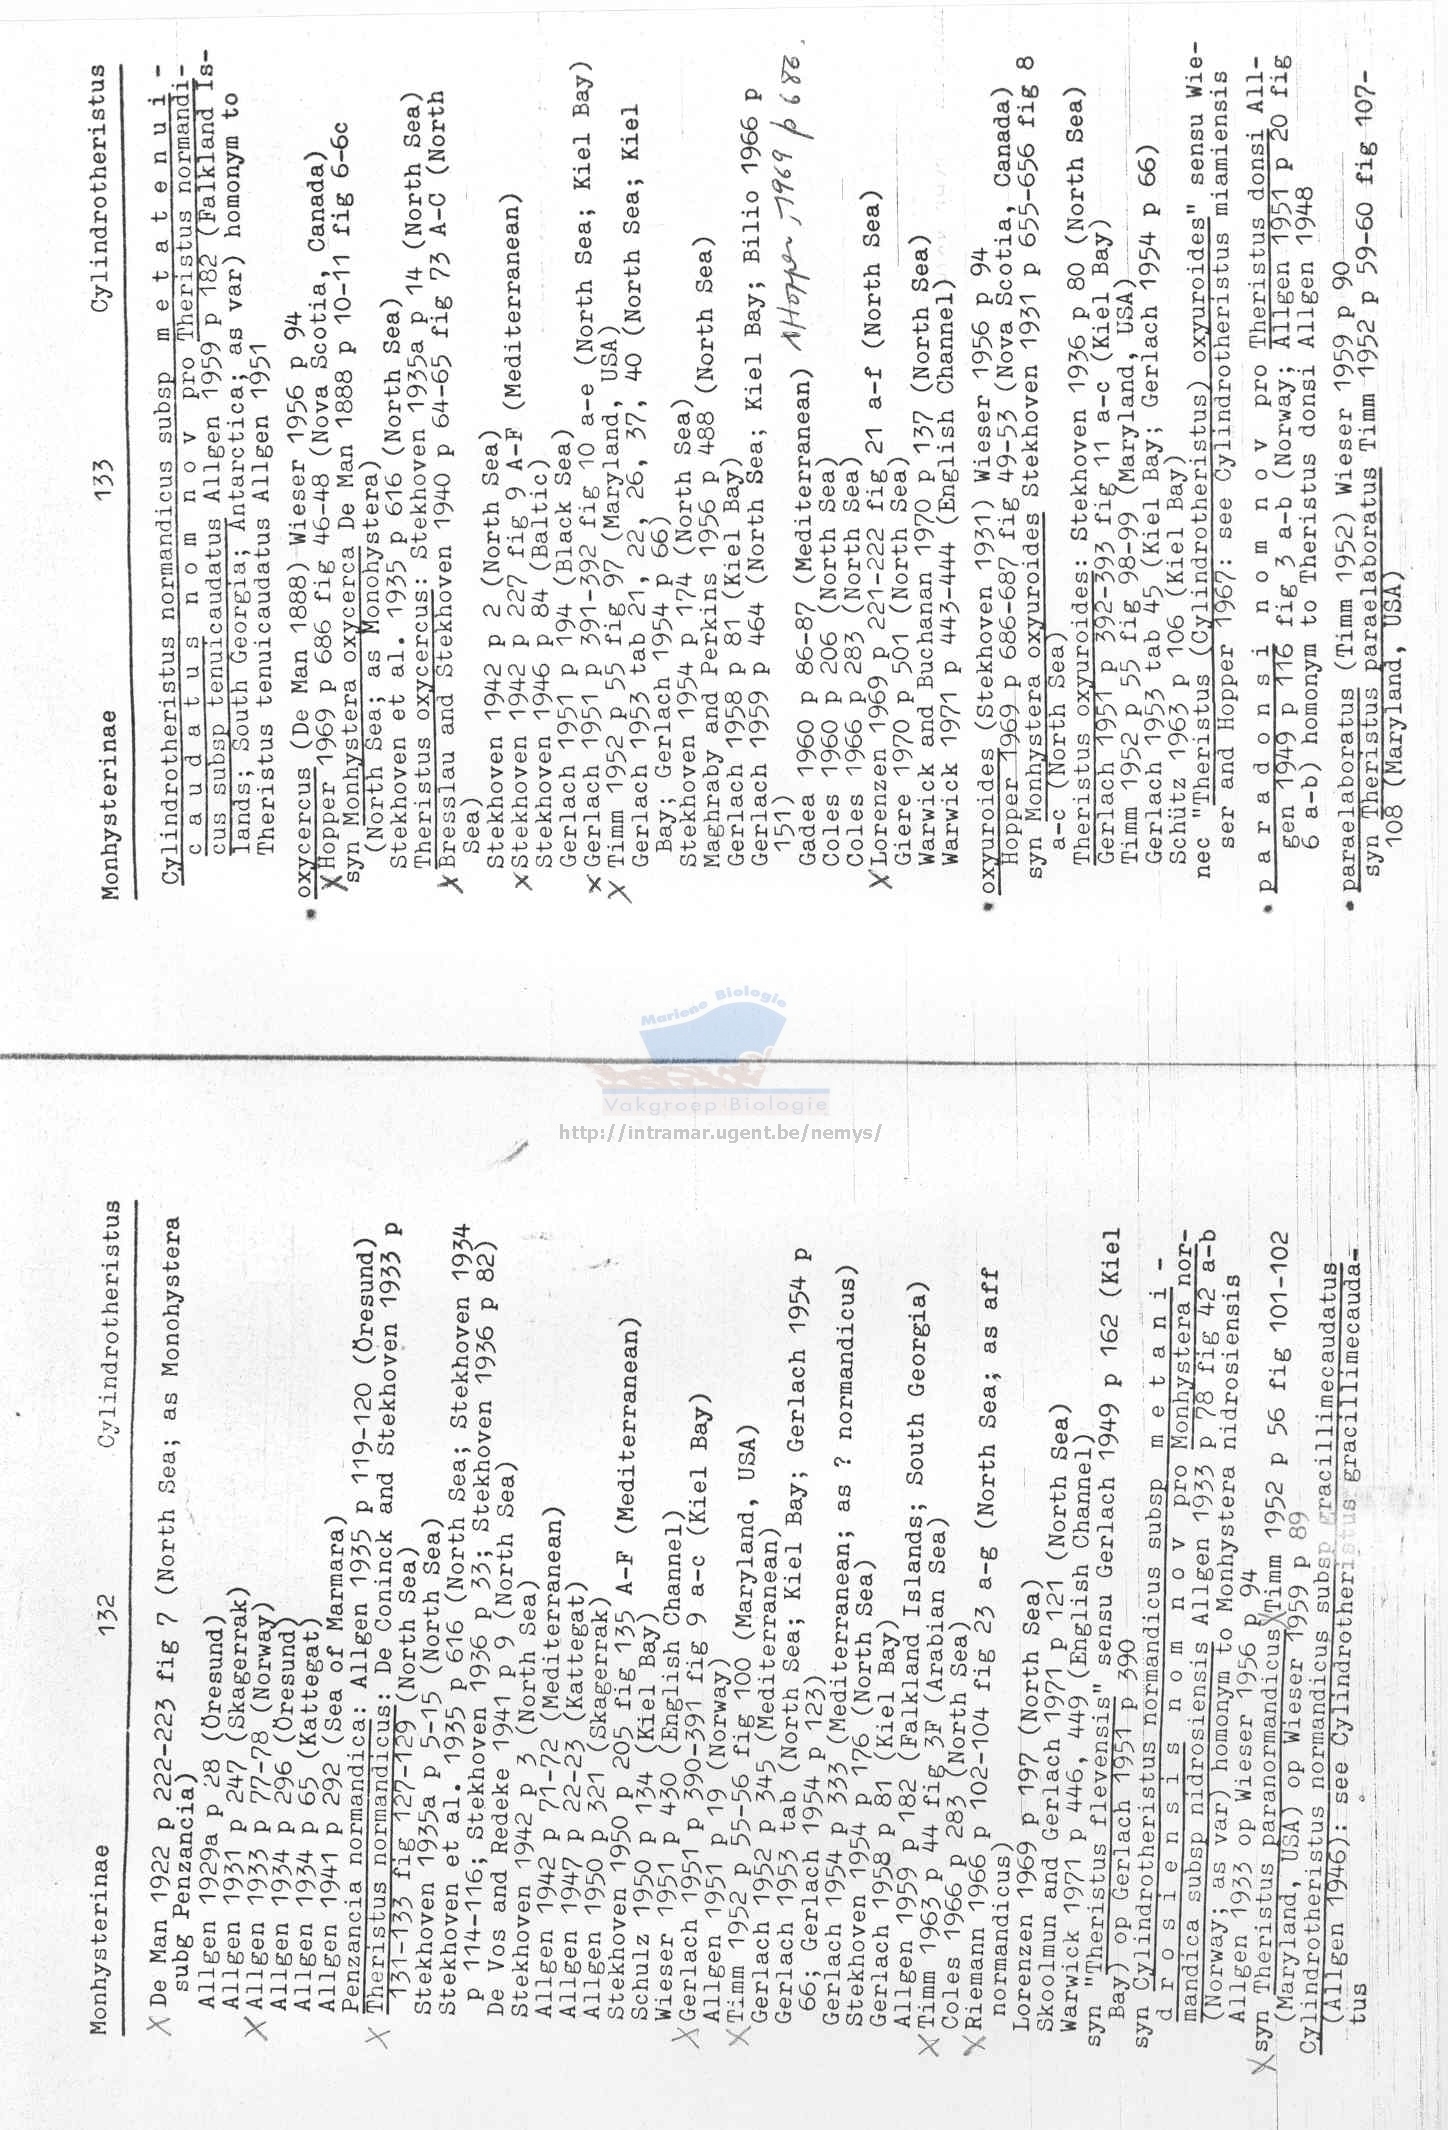 Monhysterinae 132 Cylindrotheristus
X De Man 1922 p 222-223 fig 7 (North Sea; as Monohystera
subg Penzancia)
Allgen 1929a p 28 (Öresund)
X Allgen 1931 p 247 (Skagerrak)
Allgen 1933 p 77-78 (Norway)
Allgen 1934 p 296 (Öresund)
Allgen 1934 p 65 (Kattegat)
Allgen 1941 p 292 (Sea of Marmara)
Penzancia normandica: Allgen 1935 p 119-120 (Öresund)
X Theristus normandicus: De Coninck and Stekhoven 1933 p
131-133 fig 127-129 (North Sea)
Stekhoven 1935a p 5-15 (North Sea)
Stekhoven et al. 1935 p 616 (North Sea; Stekhoven 1934
p 114-116; Stekhoven 1936 p 33; Stekhoven 1936 p 82)
De Vos and Redeke 1941 p 9 (North Sea)
Stekhoven 1942 p 3 (North Sea)
Allgen 1942 p 71-72 (Mediterranean)
Allgen 1947 p 22-23 (Kattegat)
Allgen 1950 p 321 (Skagerrak)
Stekhoven 1950 p 205 fig 135 A-F (Mediterranean)
Schulz 1950 p 134 (Kiel Bay)
Wieser 1951 p 430 (English Channel)
X Gerlach 1951 p 390-391 fig 9 a-c (Kiel Bay)
Allgen 1951 p 19 (Norway)
X Timm 1952 p 55-56 fig 100 (Maryland, USA)
Gerlach 1952 p 345 (Mediterranean)
Gerlach 1953 tab (North Sea; Kiel Bay; Gerlach 1954 p
66; Gerlach 1954 p 123)
Gerlach 1954 p 333 (Mediterranean; as ? normandicus)
Stekhoven 1954 p 176 (North Sea)
Gerlach 1958 p 81 (Kiel Bay)
Allgen 1959 p 182 (Falkland Islands; South Georgia)
X Timm 1963 p 44 fig 3F (Arabian Sea)
Coles 1966 p 283 (North Sea)
X Riemann 1966 p 102-104 fig 23 a-g (North Sea; as aff
normandicus)
Lorenzen 1969 p 197 (North Sea)
Skoolmun and Gerlach 1971 p 121 (North Sea)
Warwick 1971 p 446, 449 (English Channel)
syn "Theristus flevensis" sensu Gerlach 1949 p 162 (Kiel
Bay) op Gerlach 1951 p 390
syn Cylindrotheristus normandicus subsp m e t a n i -
d r o s i e n s i s n o m n o v pro Monhystera nor-
mandica subsp nidrosiensis Allgen 1933 p 78 fig 42 a-b
(Norway; as var) homonym to Monhystera nidrosiensis
Allgen 1933 op Wieser 1956 p 94
X syn Theristus paranormandicus X Timm 1952 p 56 fig 101-102
(Maryland, USA) op Wieser 1959 p 89
Cylindrotheristus normandicus subsp gracillimecaudatus
(Allgen 1946): see Cylindrotheristus gracillimecauda-
tus
Monhysterinae 133 Cylindrotheristus
Cylindrotheristus normandicus subsp m e t a t e n u i -
c a u d a t u s n o m n o v pro Theristus normandi-
cus subsp tenuicaudatus Allgen 1959 p 182 (Falkland Is-
lands; South Georgia; Antarctica; as var) homonym to
Theristus tenuicaudatus Allgen 1951
• oxycercus (De Man 1888) Wieser 1956 p 94
X Hopper 1969 p 686 fig 46-48 (Nova Scotia, Canada)
syn Monhystera oxycerca De Man 1888 p 10-11 fig 6-6c
(North Sea; as Monohystera)
Stekhoven et al. 1935 p 616 (North Sea)
Theristus oxycercus: Stekhoven 1935a p 14 (North Sea)
X Bresslau and Stekhoven 1940 p 64-65 fig 73 A-C (North
Sea)
Stekhoven 1942 p 2 (North Sea)
X Stekhoven 1942 p 227 fig 9 A-F (Mediterranean)
Stekhoven 1946 p 84 (Baltic)
Gerlach 1951 p 194 (Black Sea)
X Gerlach 1951 p 391-392 fig 10 a-e (North Sea; Kiel Bay)
X Timm 1952 p 55 fig 97 (Maryland, USA)
Gerlach 1953 tab 21, 22, 26, 37, 40 (North Sea; Kiel
Bay; Gerlach 1954 p 66)
Stekhoven 1954 p 174 (North Sea)
Maghraby and Perkins 1956 p 488 (North Sea)
Gerlach 1958 p 81 (Kiel Bay)
Gerlach 1959 p 464 (North Sea; Kiel Bay; Bilio 1966 p
151)
Gadea 1960 p 86-87 (Mediterranean) Hopper, 1969 p 686.
Coles 1960 p 206 (North Sea)
Coles 1966 p 283 (North Sea)
X Lorenzen 1969 p 221-222 fig 21 a-f (North Sea)
Giere 1970 p 501 (North Sea)
Warwick and Buchanan 1970 p 137 (North Sea)
Warwick 1971 p 443-444 (English Channel)
• oxyuroides (Stekhoven 1931) Wieser 1956 p 94
Hopper 1969 p 686-687 fig 49-53 (Nova Scotia, Canada)
syn Monhystera oxyuroides Stekhoven 1931 p 655-656 fig 8
a-c (North Sea)
Theristus oxyuroides: Stekhoven 1936 p 80 (North Sea)
Gerlach 1951 p 392-393 fig 11 a-c (Kiel Bay)
Timm 1952 p 55 fig 98-99 (Maryland, USA)
Gerlach 1953 tab 45 (Kiel Bay; Gerlach 1954 p 66)
Schütz 1963 p 106 (Kiel Bay)
nec "Theristus (Cylindrotheristus) oxyuroides" sensu Wie-
ser and Hopper 1967: see Cylindrotheristus miamiensis
• p a r a d o n s i n o m n o v pro Theristus donsi All-
gen 1949 p 116 fig 3 a-b (Norway; Allgen 1951 p 20 fig
6 a-b) homonym to Theristus donsi Allgen 1948
• paraelaboratus (Timm 1952) Wieser 1959 p 90
syn Theristus paraelaboratus Timm 1952 p 59-60 fig 107-
108 (Maryland, USA)
Mariene Biologie
Vakgroep Biologie
http://intramar.ugent.be/nemys/